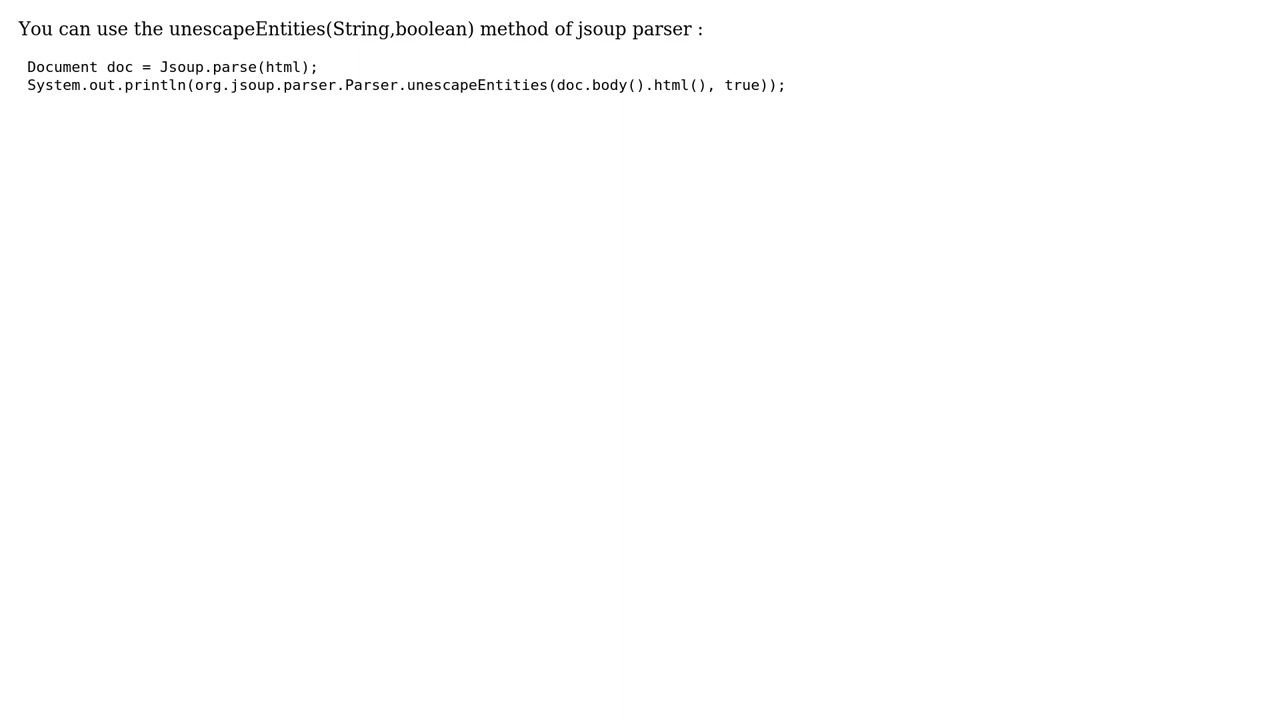 You can use the unescapeEntities(String,boolean) method of jsoup parser :
Document doc = Jsoup.parse(html);
System.out.println(org.jsoup.parser.Parser.unescapeEntities(doc.body().html(), true));